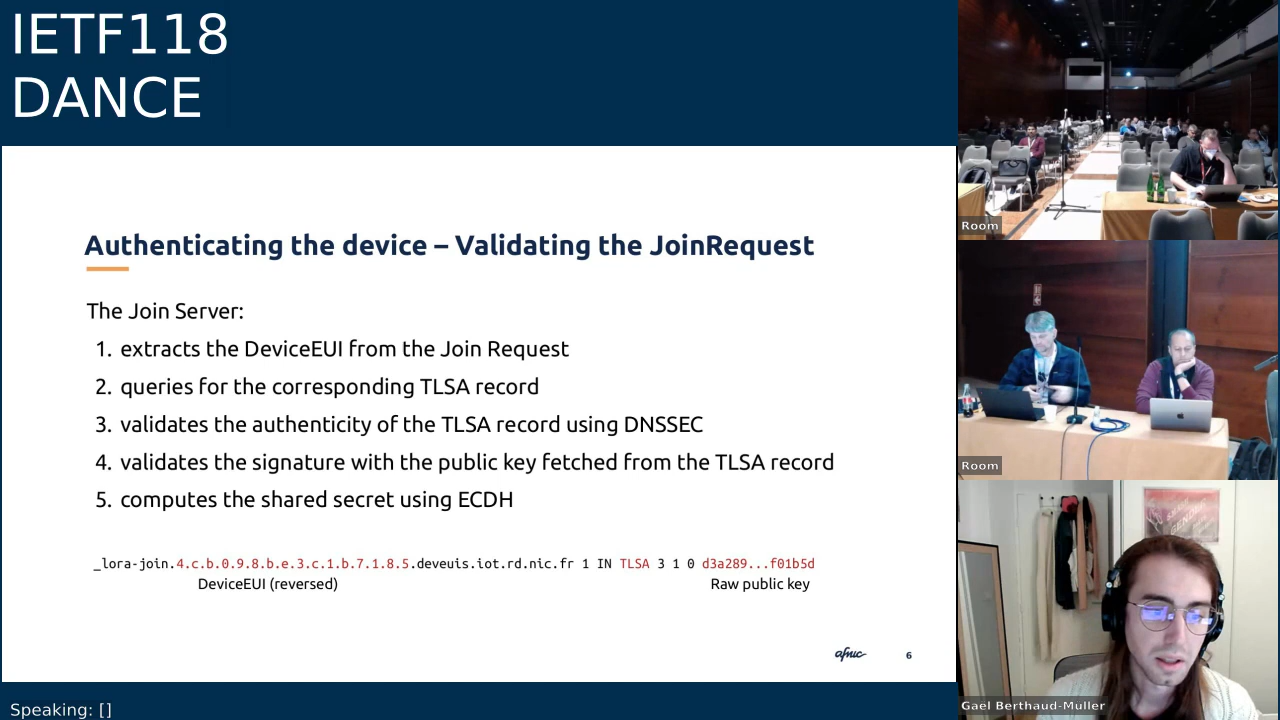 IETF118
DANCE
Authenticating the device – Validating the JoinRequest
The Join Server:
1. extracts the DeviceEUI from the Join Request
2. queries for the corresponding TLSA record
3. validates the authenticity of the TLSA record using DNSSEC
4. validates the signature with the public key fetched from the TLSA record
5. computes the shared secret using ECDH
_lora-join.4.c.b.0.9.8.b.e.3.c.1.b.7.1.8.5.deveuis.iot.rd.nic.fr 1 IN TLSA 3 1 0 d3a289...f01b5d
DeviceEUI (reversed) Raw public key
afnic 6
Speaking: []
Room
Room
Gael Berthaud-Muller